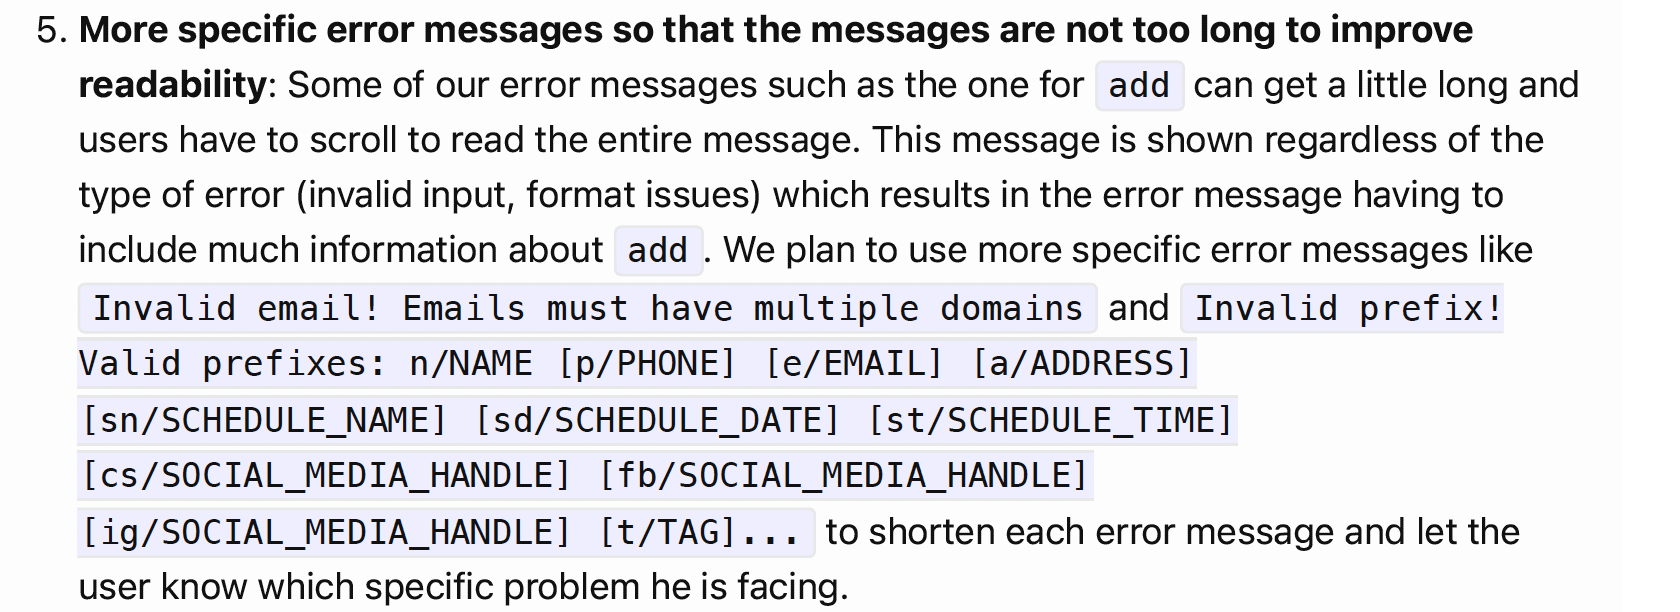 5. More specific error messages so that the messages are not too long to improve
readability: Some of our error messages such as the one for add can get a little long and
users have to scroll to read the entire message. This message is shown regardless of the
type of error (invalid input, format issues) which results in the error message having to
include much information about add. We plan to use more specific error messages like
Invalid email! Emails must have multiple domains and Invalid prefix!
Valid prefixes: n/NAME [p/PHONE] [e/EMAIL] [a/ADDRESS]
[sn/SCHEDULE_NAME] [sd/SCHEDULE_DATE] [st/SCHEDULE_TIME]
[cs/SOCIAL_MEDIA_HANDLE] [fb/SOCIAL_MEDIA_HANDLE]
[ig/SOCIAL_MEDIA_HANDLE] [t/TAG]... to shorten each error message and let the
user know which specific problem he is facing.